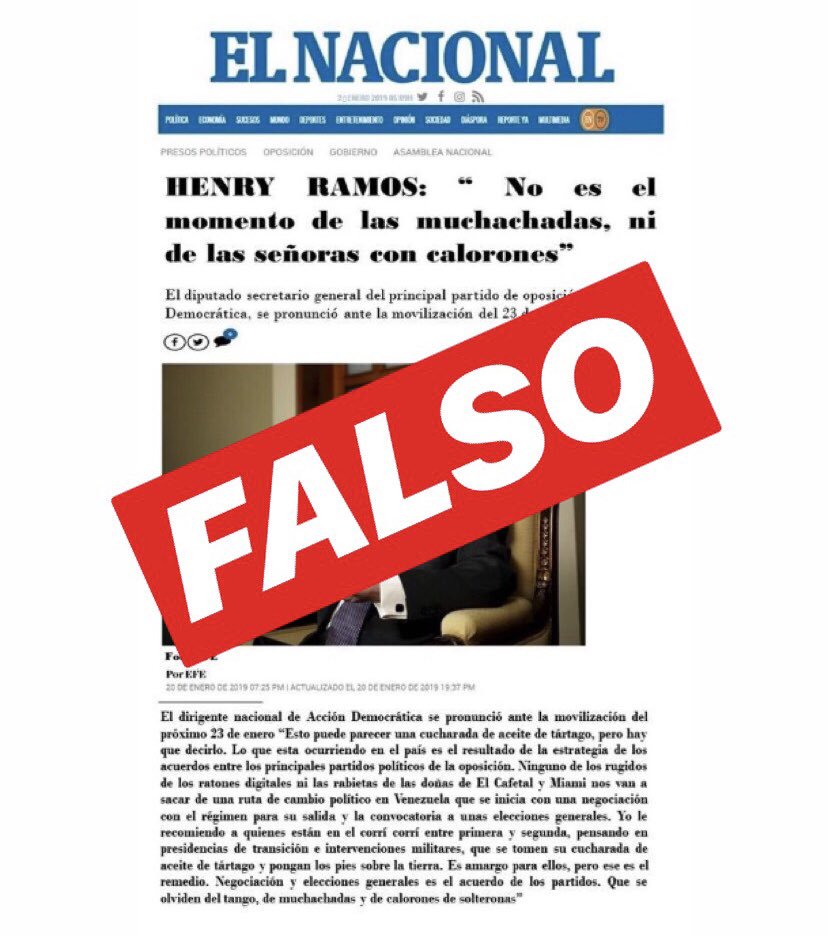 EL NACIONAL
ENERO 2019
POLÍTICA ECONOMÍA SUCESOS MUNDO DEPORTES ENTRETENIMIENTO OPINIÓN SOCIEDAD DIÁSPORA REPORTE YA MULTIMEDIA
PRESOS POLÍTICOS OPOSICIÓN GOBIERNO ASAMBLEA NACIONAL
HENRY RAMOS: “ No es el
momento de las muchachadas, ni
de las señoras con calorones”
El diputado secretario general del principal partido de oposició
Democrática, se pronunció ante la movilización del 23 d
FALSO
Por EFE
20 DE ENERO DE 2019 07:25 PM | ACTUALIZADO EL 20 DE ENERO DE 2019 19:37 PM
El dirigente nacional de Acción Democrática se pronunció ante la movilización del
próximo 23 de enero “Esto puede parecer una cucharada de aceite de tártago, pero hay
que decirlo. Lo que esta ocurriendo en el país es el resultado de la estrategia de los
acuerdos entre los principales partidos políticos de la oposición. Ninguno de los rugidos
de los ratones digitales ni las rabietas de las doñas de El Cafetal y Miami nos van a
sacar de una ruta de cambio político en Venezuela que se inicia con una negociación
con el régimen para su salida y la convocatoria a unas elecciones generales. Yo le
recomiendo a quienes están en el corrí corrí entre primera y segunda, pensando en
presidencias de transición e intervenciones militares, que se tomen su cucharada de
aceite de tártago y pongan los pies sobre la tierra. Es amargo para ellos, pero ese es el
remedio. Negociación y elecciones generales es el acuerdo de los partidos. Que se
olviden del tango, de muchachadas y de calorones de solteronas”